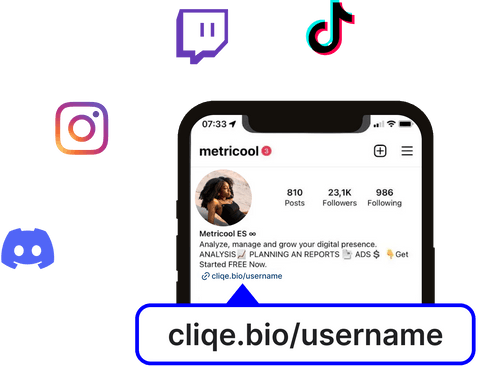 07:33
metricool 3
810 23,1K 986
Posts Followers Following
Metricool ES ∞
Analyze, manage and grow your digital presence.
ANALYSIS📈 PLANNING AN REPORTS 📄 ADS $ 👇Get
Started FREE Now.
cliqe.bio/username
cliqe.bio/username